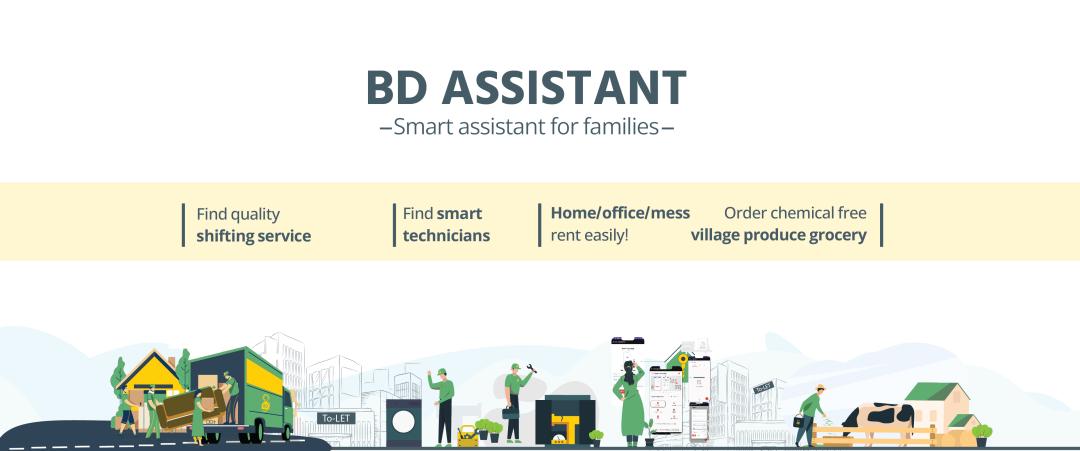 BD ASSISTANT
–Smart assistant for families–
Find quality
shifting service
Find smart
technicians
Home/office/mess
rent easily!
Order chemical free
village produce grocery
To-LET
To-LET